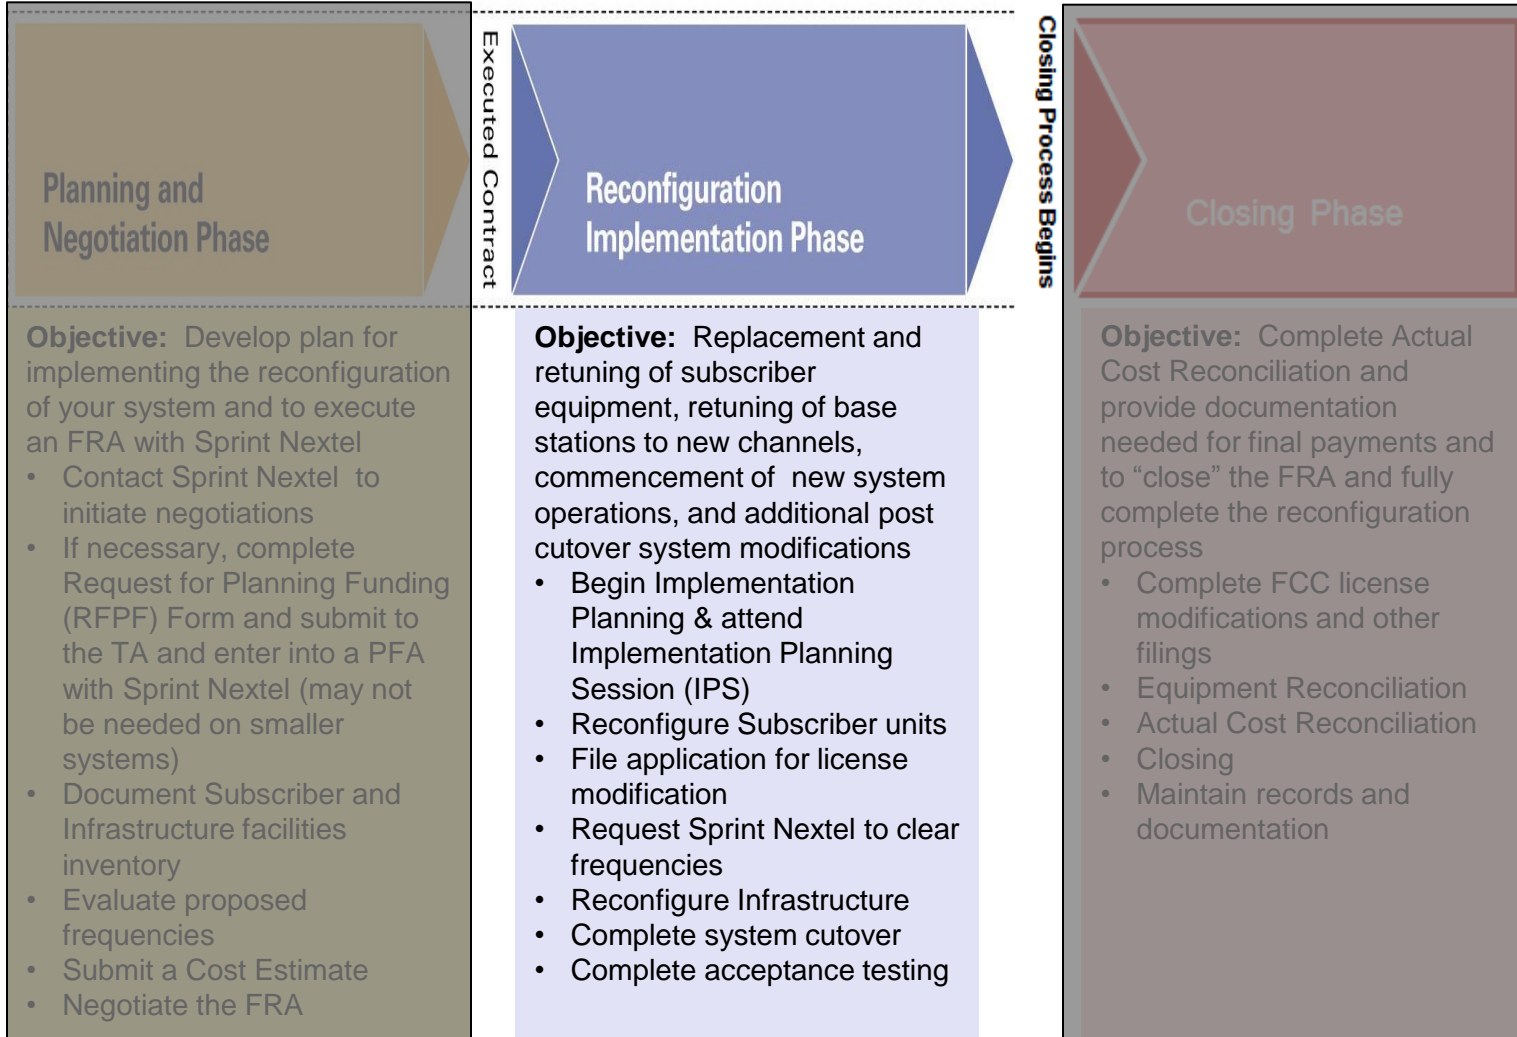 Planning and
Negotiation Phase
Objective:  Develop plan for
implementing the reconfiguration
of your system and to execute
an FRA with Sprint Nextel
• Contact Sprint Nextel  to
initiate negotiations
• If necessary, complete
Request for Planning Funding
(RFPF) Form and submit to
the TA and enter into a PFA
with Sprint Nextel (may not
be needed on smaller
systems)
• Document Subscriber and
Infrastructure facilities
inventory
• Evaluate proposed
frequencies
• Submit a Cost Estimate
• Negotiate the FRA
Executed Contract
Reconfiguration
Implementation Phase
Objective:  Replacement and
retuning of subscriber
equipment, retuning of base
stations to new channels,
commencement of  new system
operations, and additional post
cutover system modifications
• Begin Implementation
Planning & attend
Implementation Planning
Session (IPS)
• Reconfigure Subscriber units
• File application for license
modification
• Request Sprint Nextel to clear
frequencies
• Reconfigure Infrastructure
• Complete system cutover
• Complete acceptance testing
Closing Process Begins
Closing Phase
Objective:  Complete Actual
Cost Reconciliation and
provide documentation
needed for final payments and
to “close” the FRA and fully
complete the reconfiguration
process
• Complete FCC license
modifications and other
filings
• Equipment Reconciliation
• Actual Cost Reconciliation
• Closing
• Maintain records and
documentation